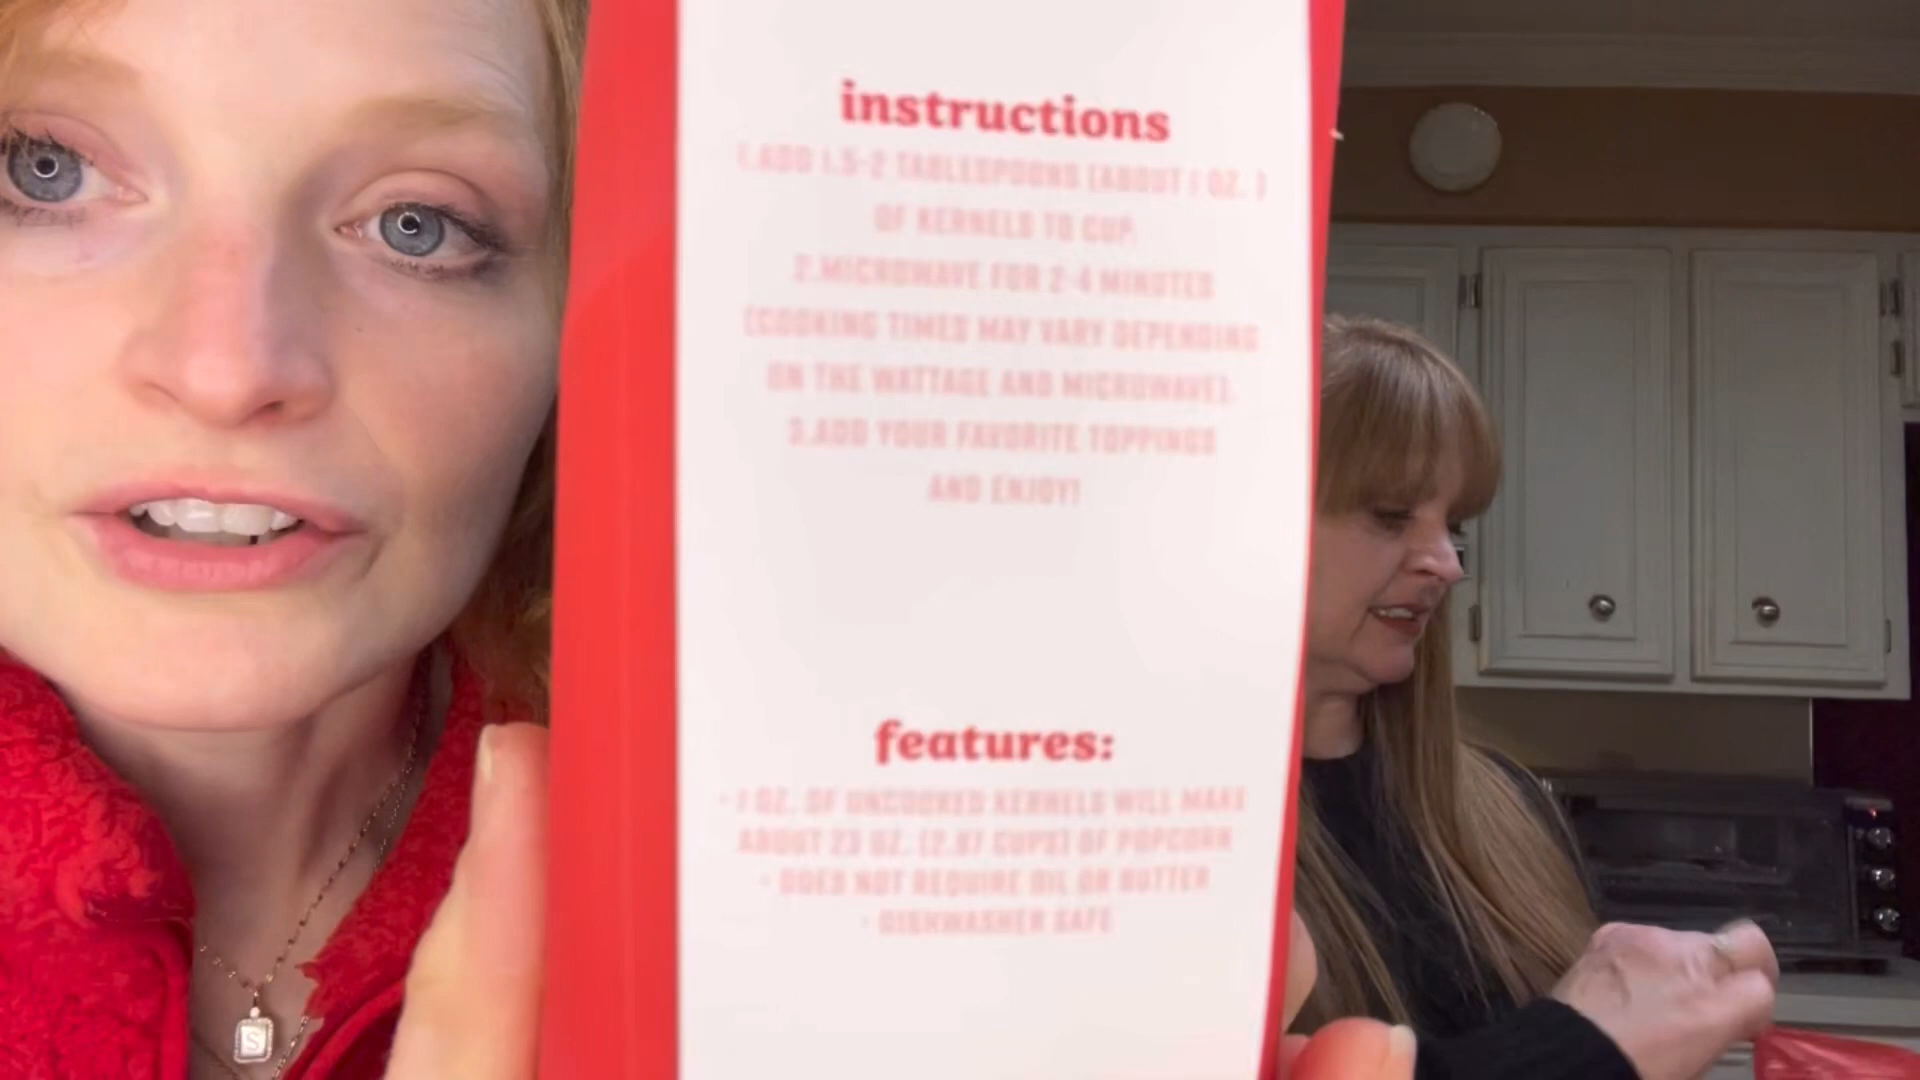 instructions
1.ADD 1.5-2 TABLESPOONS (ABOUT 1 OZ. )
OF KERNELS TO CUP.
2.MICROWAVE FOR 2-4 MINUTES
(COOKING TIMES MAY VARY DEPENDING
ON THE WATTAGE AND MICROWAVE).
3.ADD YOUR FAVORITE TOPPINGS
AND ENJOY!
features:
- 1 OZ. OF UNCOOKED KERNELS WILL MAKE
ABOUT 23 OZ. (2.87 CUPS) OF POPCORN
- DOES NOT REQUIRE OIL OR BUTTER
- DISHWASHER SAFE
S